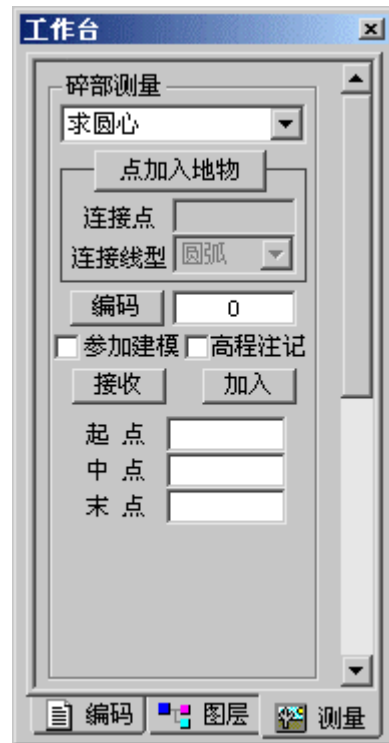 工作台
碎部测量
求圆心
点加入地物
连接点
连接线型 圆弧
编码 0
参加建模 高程注记
接收 加入
起 点
中 点
末 点
编码 图层 测量